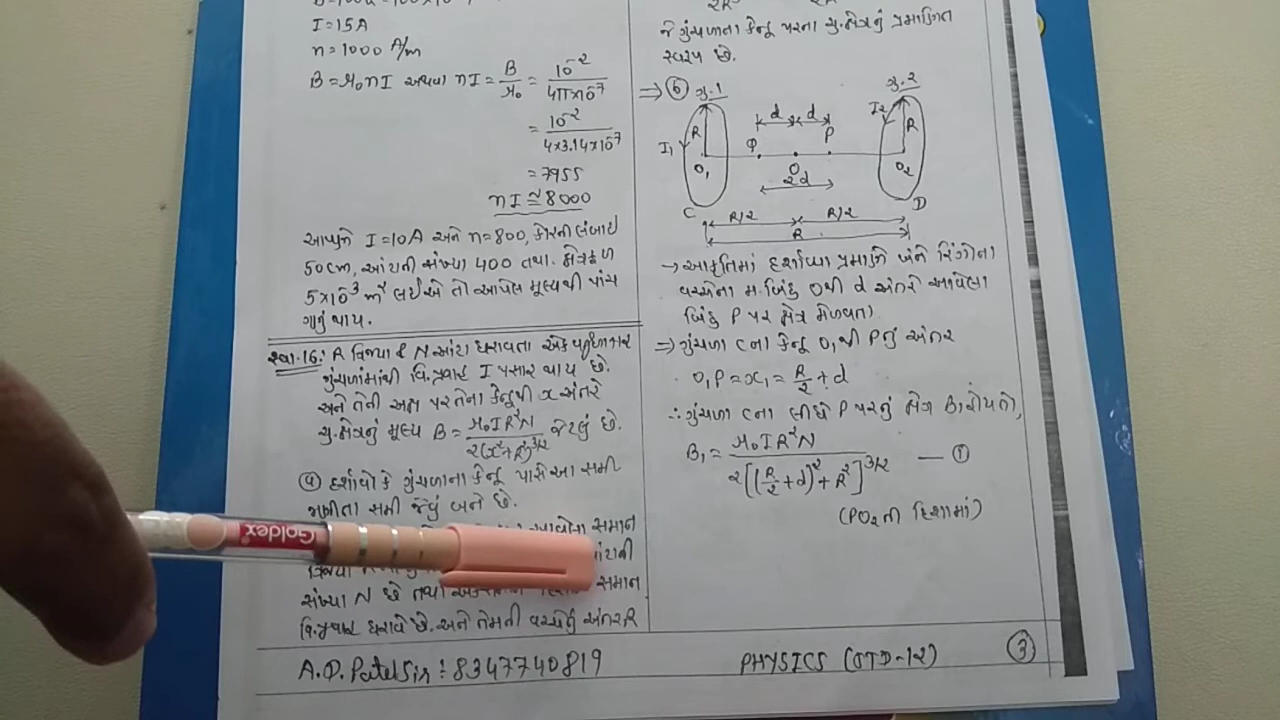 I=15A
n=1000 A/m
B=μ₀nI અથવા nI = B/μ₀ = 10⁻²/4π×10⁻⁷
= 10⁻²/4×3.14×10⁻⁷
= 7955
nI ≅ 8000
આપણે I=10A અને n=800, કોરની લંબાઇ
50cm, આંટાની સંખ્યા 400 તથા ક્ષેત્રફળ
5×10⁻³ m² લઇએ તો આપેલ મૂલ્યથી પાંચ
ગણું થાય.
સ્વા.16: R ત્રિજ્યા ને N આંટા ધરાવતા એક વર્તુળાકાર
ગુંચળામાંથી વિ.પ્રવાહ I પસાર થાય છે.
અને તેની અક્ષ પર તેના કેન્દ્રથી x અંતરે
ચુ.ક્ષેત્રનું મૂલ્ય B = μ₀IR²N/2(x²+R²)^3/2 જેટલું છે.
(a) દર્શાવો કે ગુંચળાના કેન્દ્ર પાસે આ સમી
જાણીતા સમી જેવું બને છે.
સમાન
સંખ્યા N છે તથા સમાન
વિ.પ્રવાહ ધરાવે છે. અને તેમની વચ્ચેનું અંતર R
જે ગુંચળાના કેન્દ્ર પરના ચુ.ક્ષેત્રનું પ્રમાણિત
સ્વરૂપ છે.
⇒ (b) ગુ.1 ગુ.2
d d
I₁ R Q P I₂ R
O₁ O O₂
2d
C D
R/2 R/2
R
→ આકૃતિમાં દર્શાવ્યા પ્રમાણે બંને રિંગોના
વચ્ચેના મ.બિંદુ O થી d અંતરે આવેલા
બિંદુ P પર ક્ષેત્ર મેળવતાં
⇒ ગુંચળા C ના કેન્દ્ર O₁ થી P નું અંતર
O₁P = x₁ = R/2 + d
∴ ગુંચળા C ના લીધે P પરનું ક્ષેત્ર B₁ હોય તો,
B₁ = μ₀IR²N/2[(R/2+d)²+R²]^3/2 — ①
(PO₂ ની દિશામાં)
Goldex
A.D. Patel Sir : 8347740819
PHYSICS (STD-12)
③